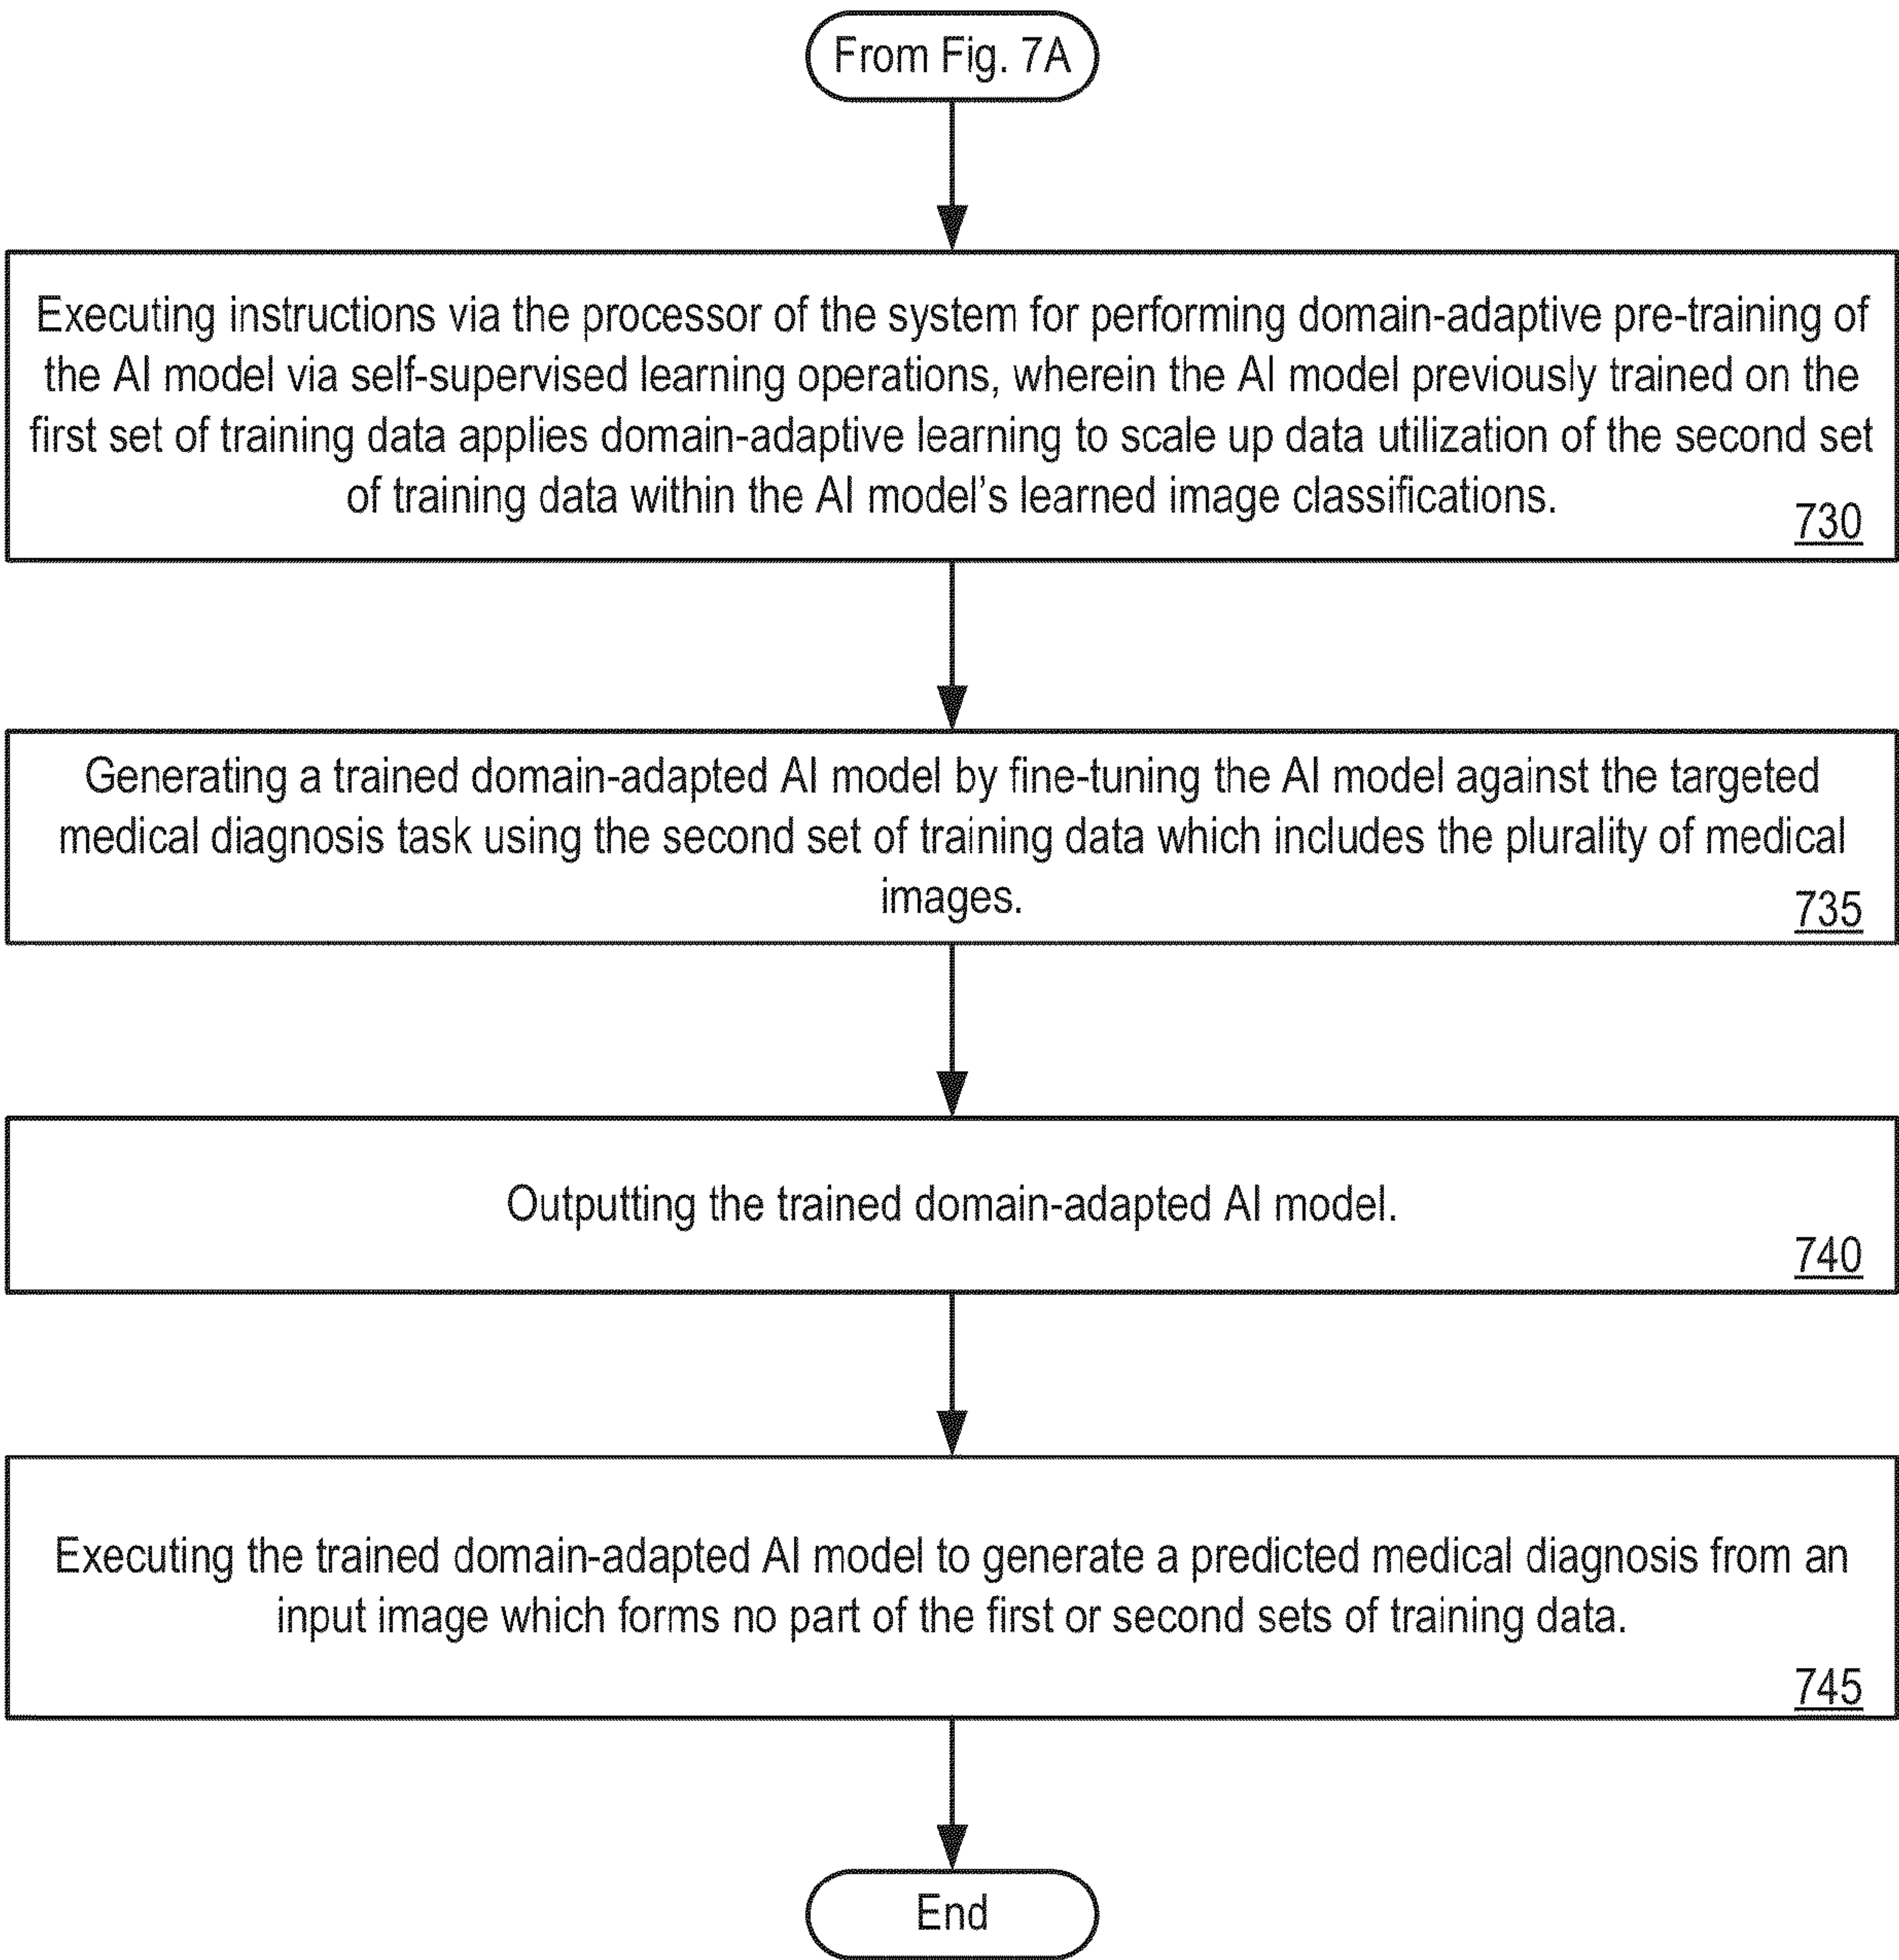 From Fig. 7A
Executing instructions via the processor of the system for performing domain-adaptive pre-training of
the AI model via self-supervised learning operations, wherein the AI model previously trained on the
first set of training data applies domain-adaptive learning to scale up data utilization of the second set
of training data within the AI model’s learned image classifications.
730
Generating a trained domain-adapted AI model by fine-tuning the AI model against the targeted
medical diagnosis task using the second set of training data which includes the plurality of medical
images.
735
Outputting the trained domain-adapted AI model.
740
Executing the trained domain-adapted AI model to generate a predicted medical diagnosis from an
input image which forms no part of the first or second sets of training data.
745
End